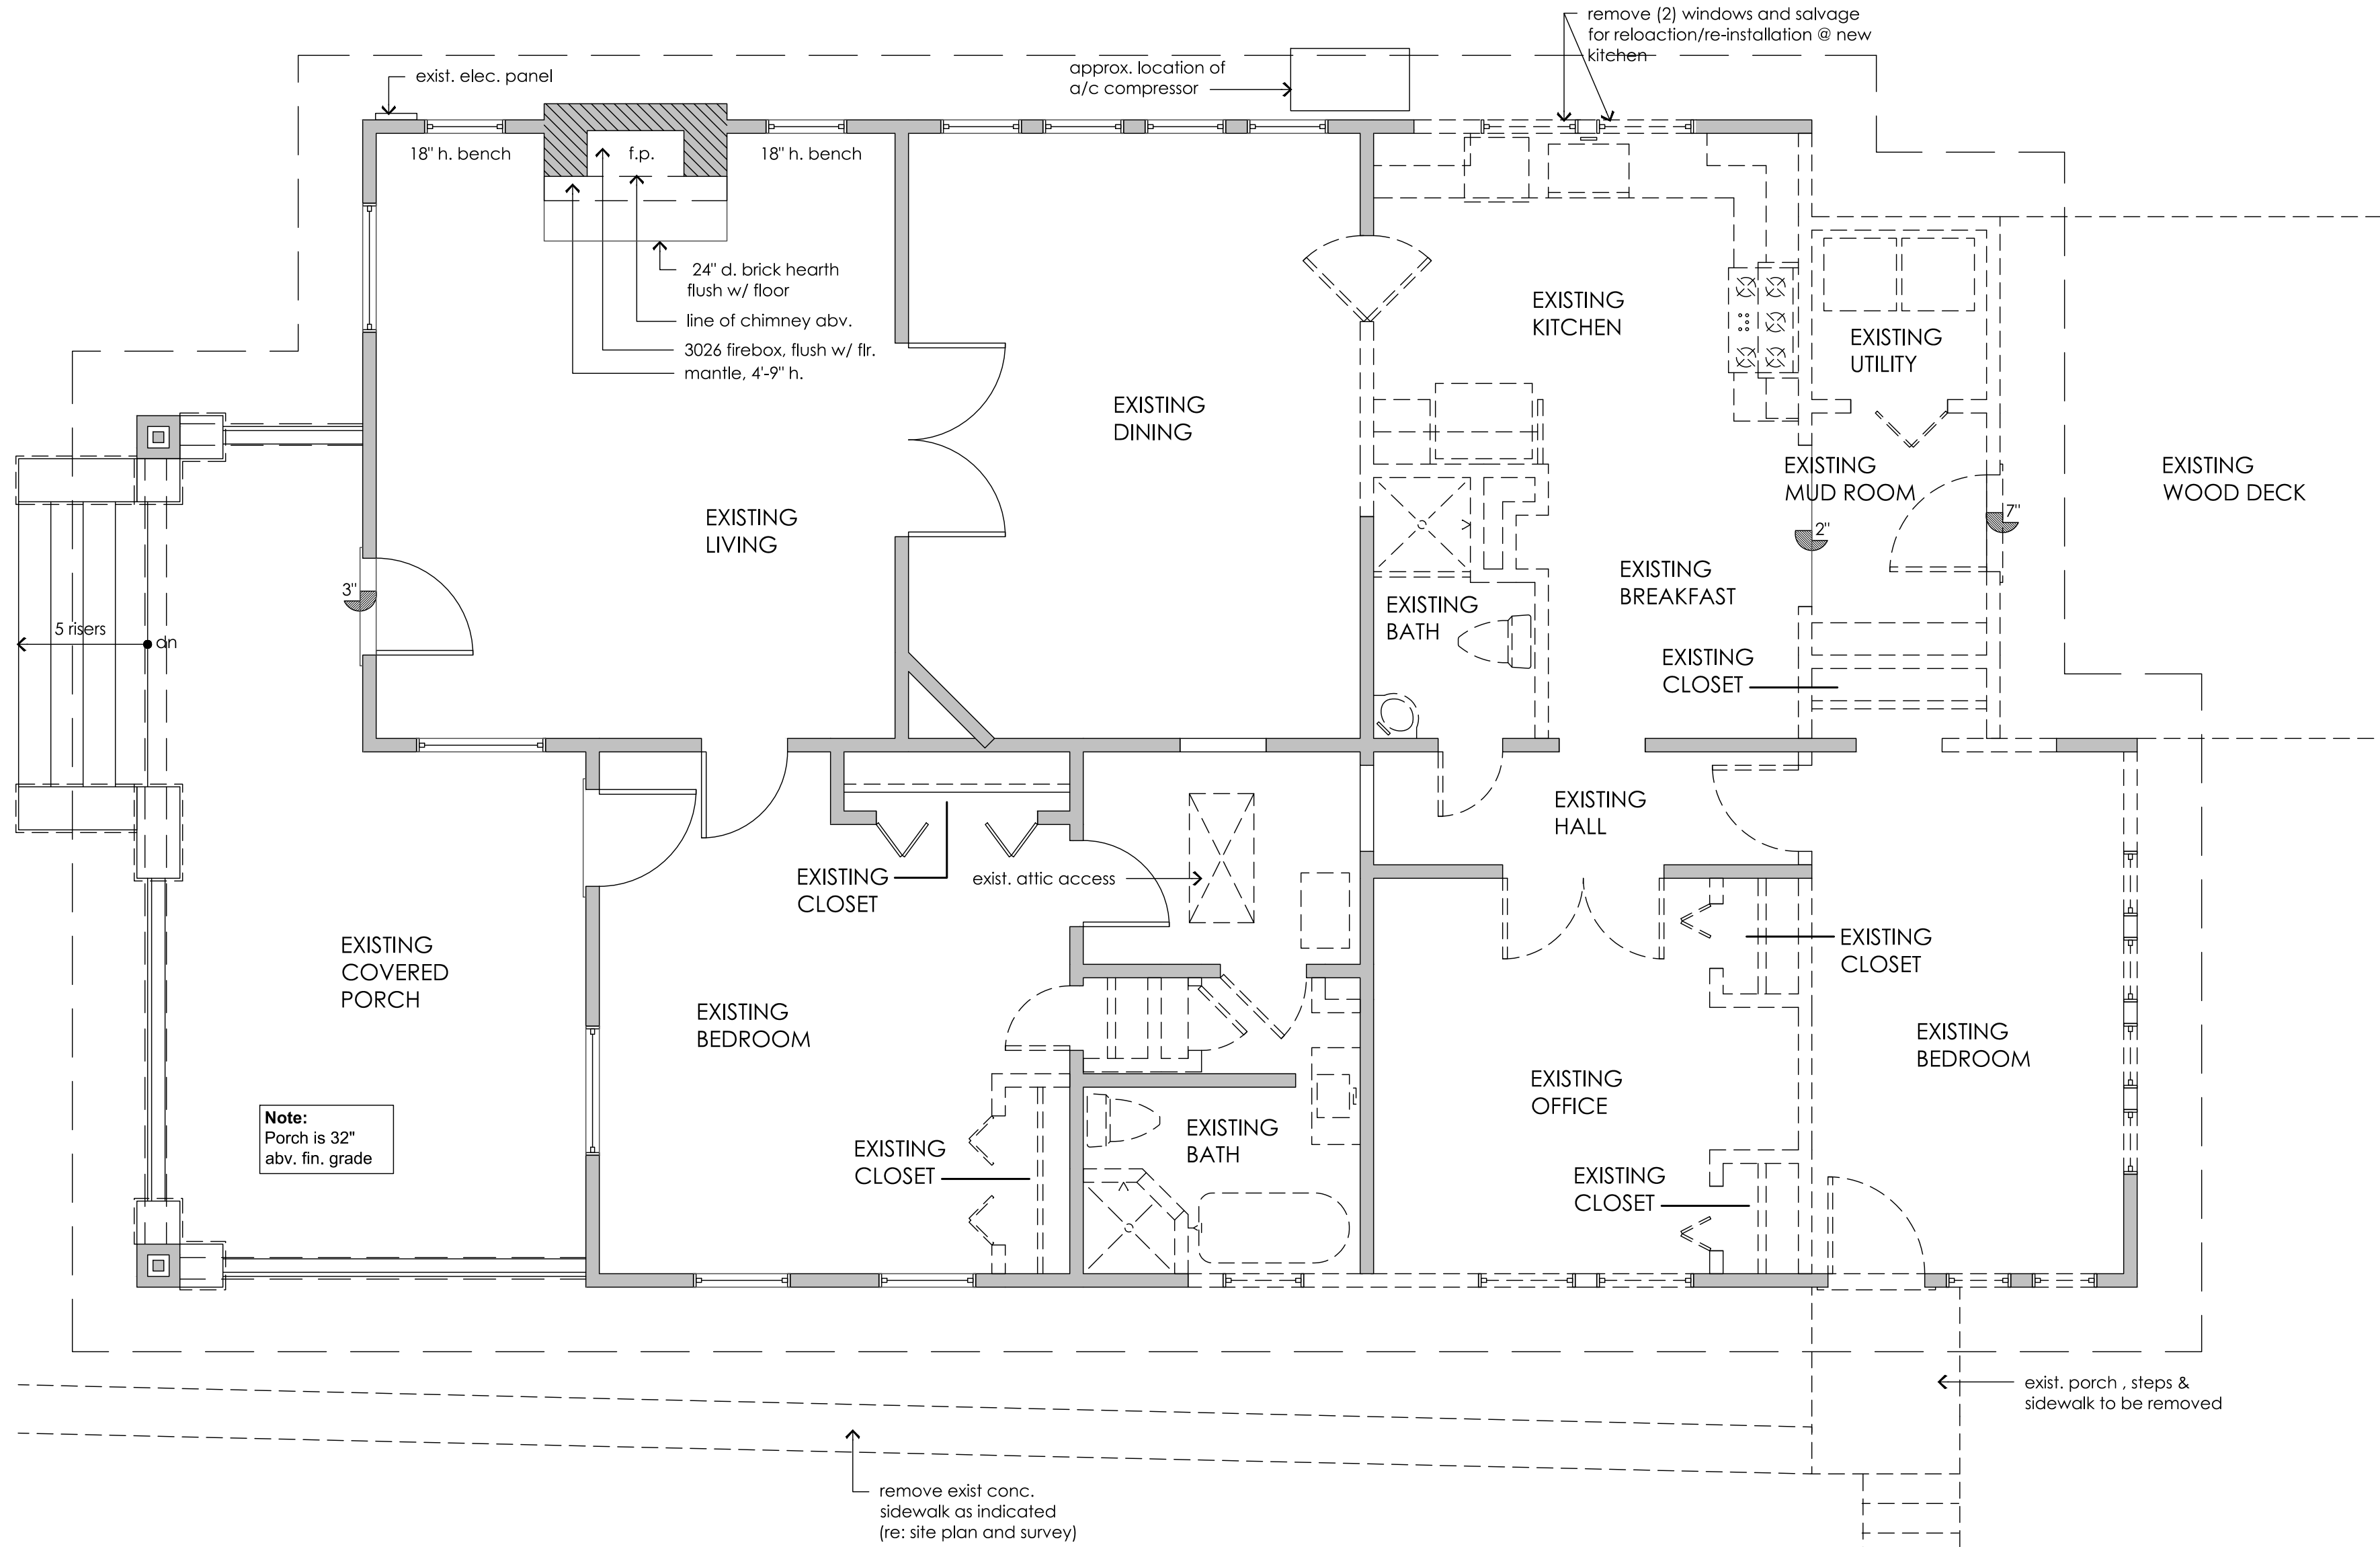 remove (2) windows and salvage
for reloaction/re-installation @ new
kitchen
exist. elec. panel
approx. location of
a/c compressor
18" h. bench
f.p.
18" h. bench
24" d. brick hearth
flush w/ floor
line of chimney abv.
3026 firebox, flush w/ flr.
mantle, 4'-9" h.
EXISTING
KITCHEN
EXISTING
UTILITY
EXISTING
DINING
EXISTING
LIVING
EXISTING
MUD ROOM
EXISTING
WOOD DECK
7"
2"
3"
EXISTING
BREAKFAST
EXISTING
BATH
5 risers
dn
EXISTING
CLOSET
EXISTING
HALL
EXISTING
CLOSET
exist. attic access
EXISTING
COVERED
PORCH
EXISTING
CLOSET
EXISTING
BEDROOM
EXISTING
BEDROOM
EXISTING
OFFICE
Note:
Porch is 32"
abv. fin. grade
EXISTING
CLOSET
EXISTING
BATH
EXISTING
CLOSET
exist. porch , steps &
sidewalk to be removed
remove exist conc.
sidewalk as indicated
(re: site plan and survey)